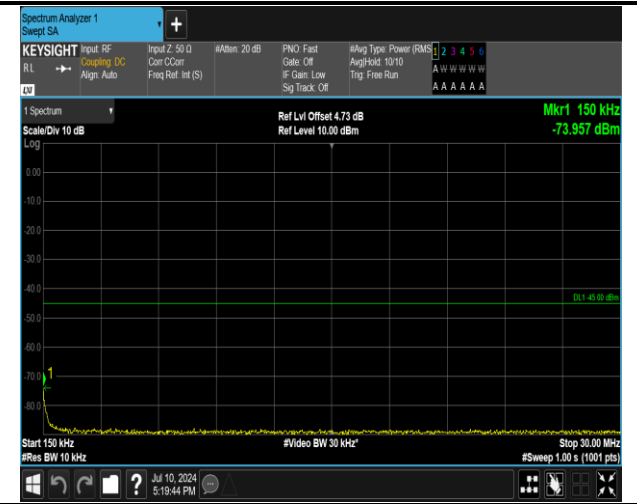 Spectrum Analyzer 1
Swept SA
KEYSIGHT
RL
LXI
Input: RF
Coupling: DC
Align: Auto
Input Z: 50 Ω
Corr CCorr
Freq Ref: Int (S)
#Atten: 20 dB
PNO: Fast
Gate: Off
IF Gain: Low
Sig Track: Off
#Avg Type: Power (RMS
Avg|Hold: 10/10
Trig: Free Run
1 2 3 4 5 6
A W W W W W
A A A A A A
1 Spectrum
Scale/Div 10 dB
Ref Lvl Offset 4.73 dB
Ref Level 10.00 dBm
Mkr1 150 kHz
-73.957 dBm
Log
0.00
-10.0
-20.0
-30.0
-40.0
DL1 -45.00 dBm
-50.0
-60.0
-70.0
1
-80.0
Start 150 kHz
#Video BW 30 kHz*
Stop 30.00 MHz
#Res BW 10 kHz
#Sweep 1.00 s (1001 pts)
Jul 10, 2024
5:19:44 PM